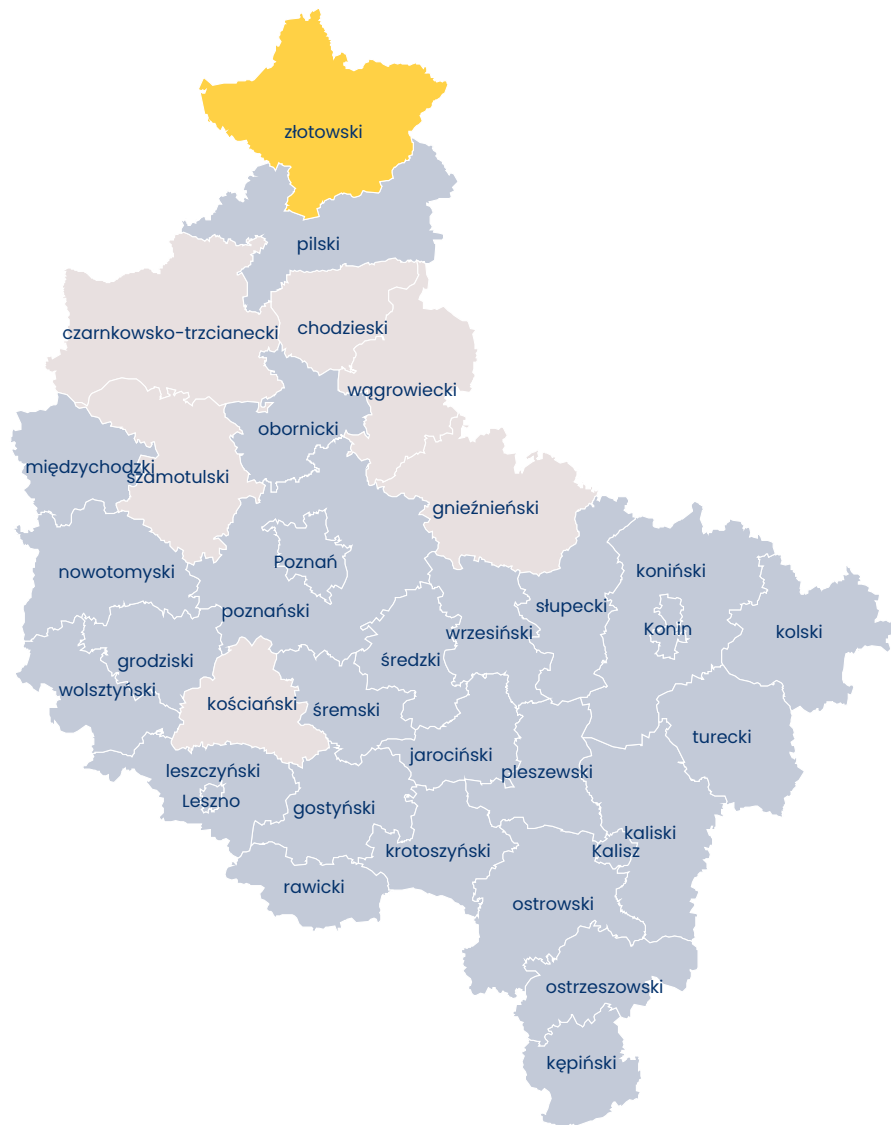 złotowski
pilski
czarnkowsko-trzcianecki
chodzieski
wągrowiecki
obornicki
międzychodzki
szamotulski
gnieźnieński
nowotomyski
Poznań
koniński
poznański
słupecki
wrzesiński
Konin
kolski
grodziski
średzki
wolsztyński
kościański
śremski
turecki
jarociński
leszczyński
pleszewski
Leszno
gostyński
kaliski
krotoszyński
Kalisz
rawicki
ostrowski
ostrzeszowski
kępiński